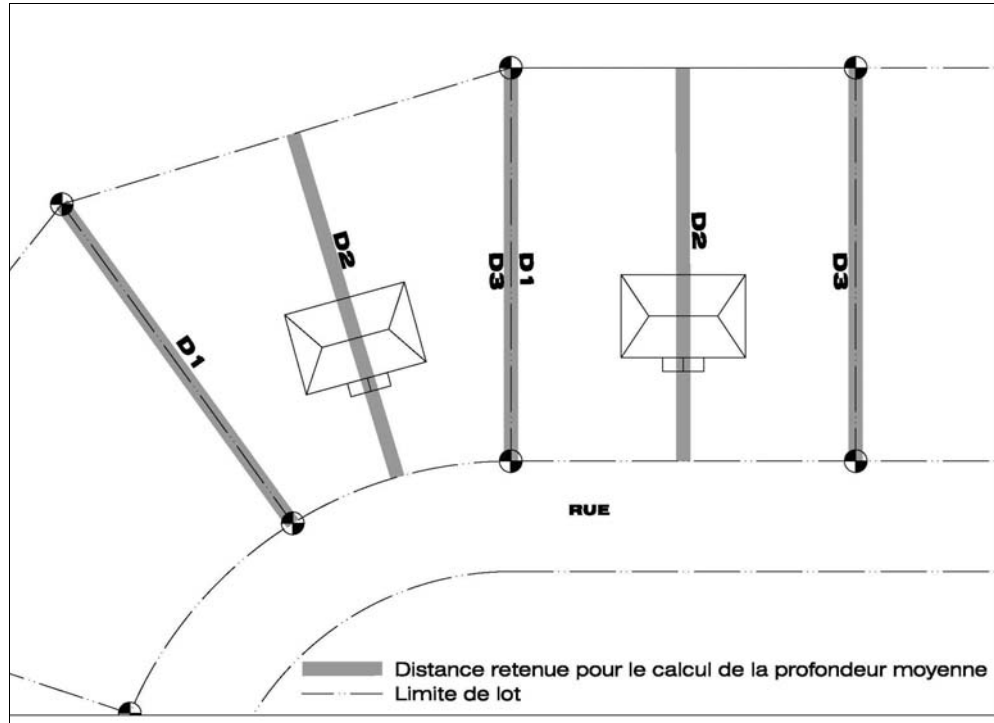 D2
D1
D3
D1
D2
D3
RUE
Distance retenue pour le calcul de la profondeur moyenne
Limite de lot